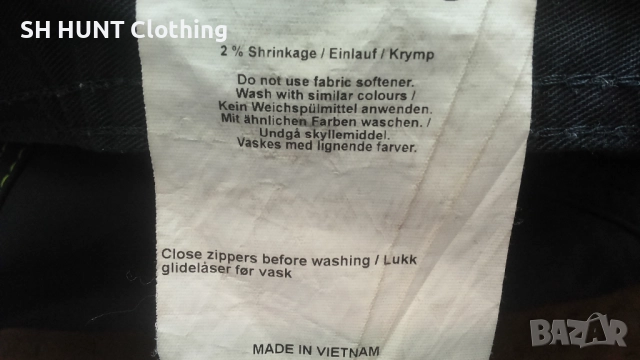 SH HUNT Clothing
2 % Shrinkage / Einlauf / Krymp
Do not use fabric softener.
Wash with similar colours /
Kein Weichspülmittel anwenden.
Mit ähnlichen Farben waschen. /
Undgå skyllemiddel.
Vaskes med lignende farver.
Close zippers before washing / Lukk
glidelåser før vask
MADE IN VIETNAM
BAZAR